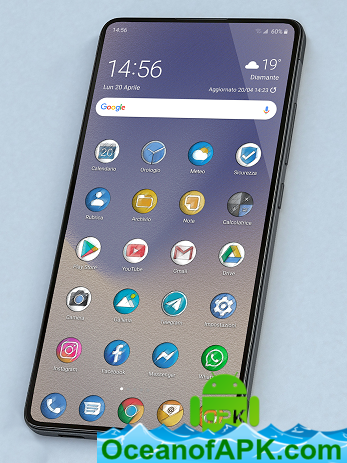 14:56
60%
14:56
Lun 20 Aprile
19°
Diamante
Aggiornato 20/04 14:23
Google
20
Calendario
Orologio
Meteo
Sicurezza
Rubrica
Archivio
Note
Calcolatrice
Play Store
YouTube
Gmail
Drive
Camera
Galleria
Telegram
Impostazioni
Instagram
Facebook
Messenger
PK
OceanofAPK.com